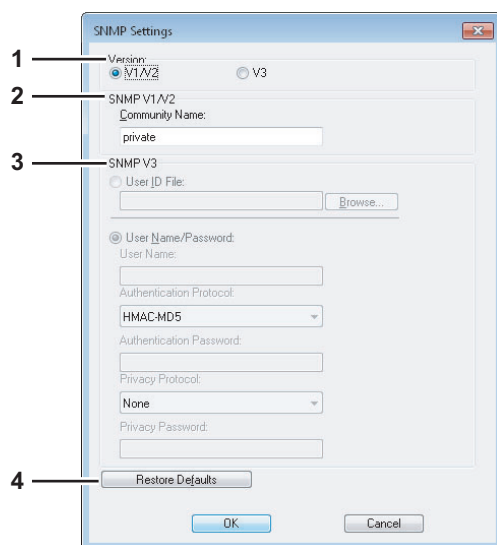 SNMP Settings
1
Version:
V1/V2
V3
2
SNMP V1/V2
Community Name:
private
3
SNMP V3
User ID File:
Browse...
User Name/Password:
User Name:
Authentication Protocol:
HMAC-MD5
Authentication Password:
Privacy Protocol:
None
Privacy Password:
4
Restore Defaults
OK
Cancel